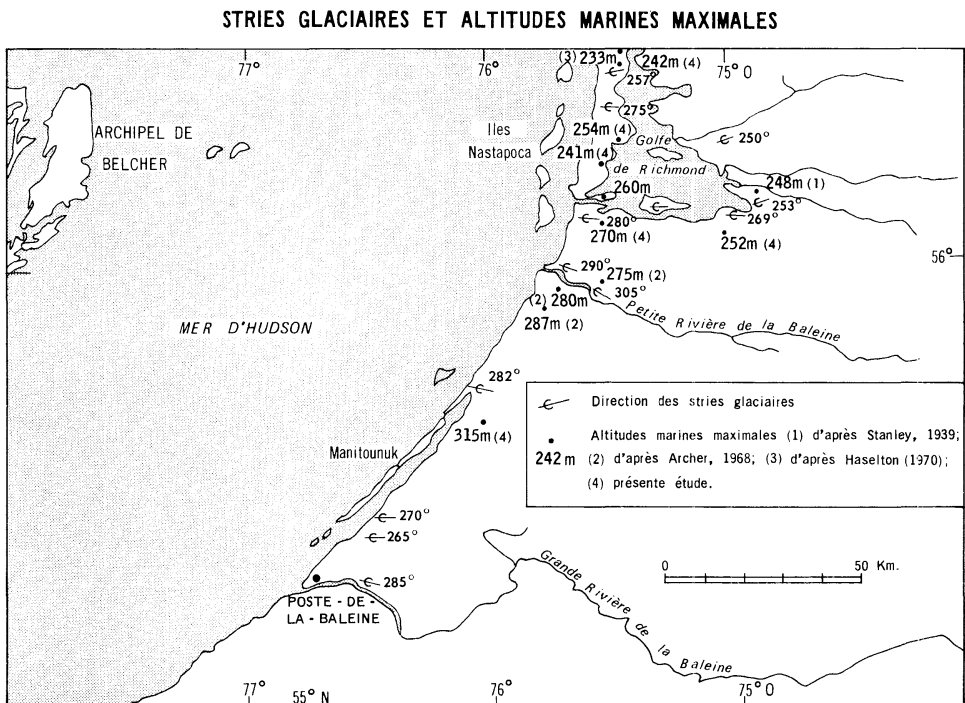 STRIES GLACIAIRES ET ALTITUDES MARINES MAXIMALES
77°
76°
75° O
(3) 233m
242m (4)
257°
275°
254m (4)
250°
ARCHIPEL DE
BELCHER
Iles
Nastapoca
241m (4)
Golfe
de Richmond
260m
248m (1)
253°
269°
280°
270m (4)
252m (4)
56°
290°
275m (2)
305°
(2) 280m
287m (2)
Petite Rivière de la Baleine
MER D'HUDSON
282°
315m (4)
Manitounuk
Direction des stries glaciaires
Altitudes marines maximales (1) d'après Stanley, 1939;
242 m (2) d'après Archer, 1968; (3) d'après Haselton (1970);
(4) présente étude.
270°
265°
285°
POSTE - DE -
LA - BALEINE
Grande Rivière de la Baleine
0 50 Km.
77°
55° N
76°
75° O